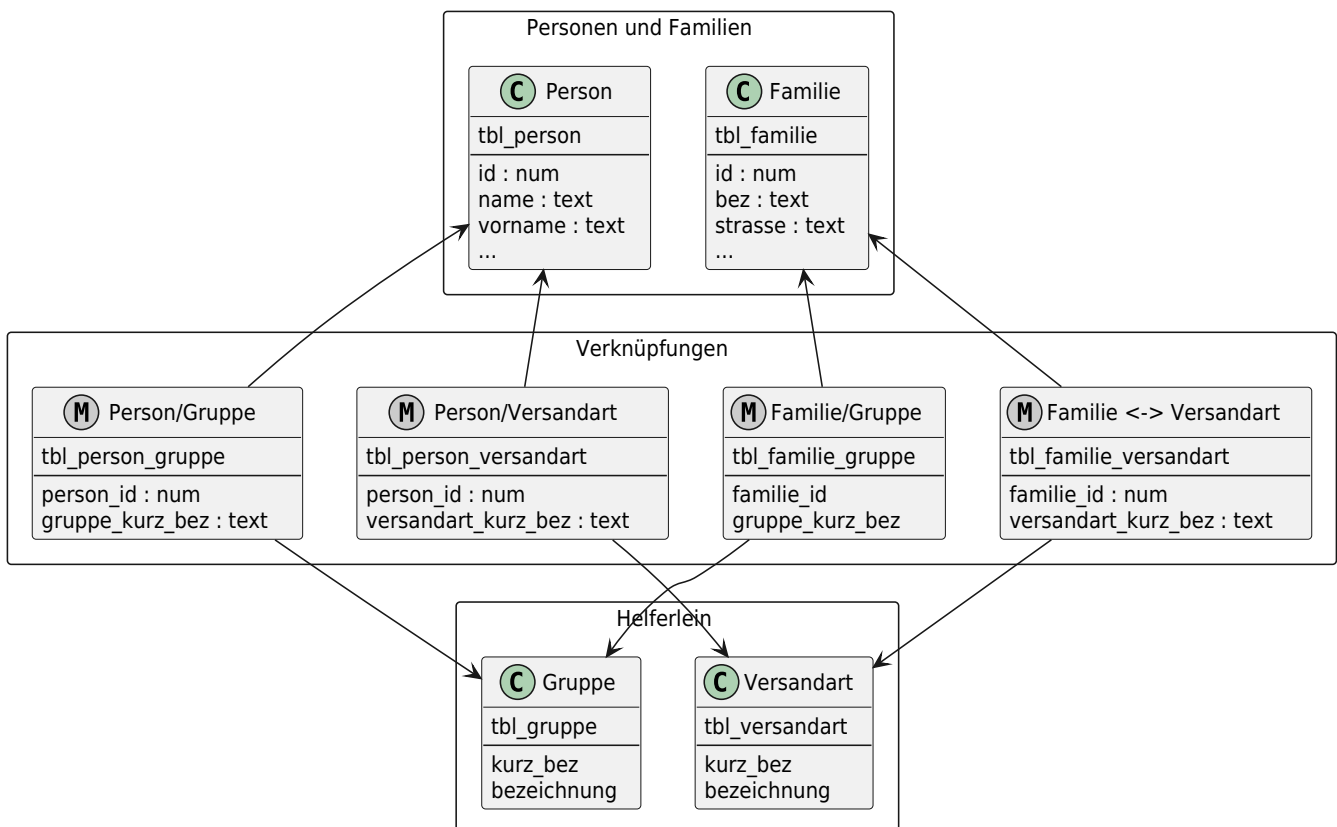 Personen und Familien
C Person
tbl_person
id : num
name : text
vorname : text
...
C Familie
tbl_familie
id : num
bez : text
strasse : text
...
Verknüpfungen
M Person/Gruppe
tbl_person_gruppe
person_id : num
gruppe_kurz_bez : text
M Person/Versandart
tbl_person_versandart
person_id : num
versandart_kurz_bez : text
M Familie/Gruppe
tbl_familie_gruppe
familie_id
gruppe_kurz_bez
M Familie <-> Versandart
tbl_familie_versandart
familie_id : num
versandart_kurz_bez : text
Helferlein
C Gruppe
tbl_gruppe
kurz_bez
bezeichnung
C Versandart
tbl_versandart
kurz_bez
bezeichnung